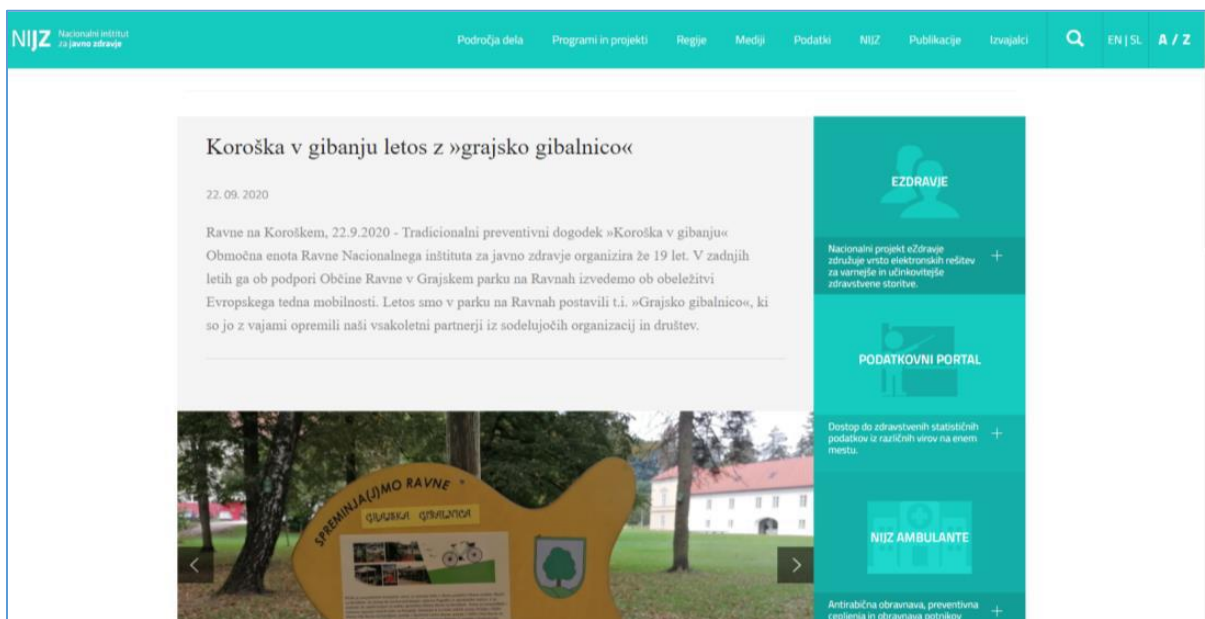 NIJZ Nacionalni inštitut
za javno zdravje
Področja dela Programi in projekti Regije Mediji Podatki NIJZ Publikacije Izvajalci EN | SL A / Z
Koroška v gibanju letos z »grajsko gibalnico«
22. 09. 2020
Ravne na Koroškem, 22.9.2020 - Tradicionalni preventivni dogodek »Koroška v gibanju«
Območna enota Ravne Nacionalnega inštituta za javno zdravje organizira že 19 let. V zadnjih
letih ga ob podpori Občine Ravne v Grajskem parku na Ravnah izvedemo ob obeležitvi
Evropskega tedna mobilnosti. Letos smo v parku na Ravnah postavili t.i. »Grajsko gibalnico«, ki
so jo z vajami opremili naši vsakoletni partnerji iz sodelujočih organizacij in društev.
EZDRAVJE
Nacionalni projekt eZdravje
združuje vrsto elektronskih rešitev
za varnejše in učinkovitejše
zdravstvene storitve.
PODATKOVNI PORTAL
Dostop do zdravstvenih statističnih
podatkov iz različnih virov na enem
mestu.
NIJZ AMBULANTE
Antirabična obravnava, preventivna
cepljenja in obravnava potnikov
SPREMINJA(J)MO RAVNE
GRAJSKA GIBALNICA